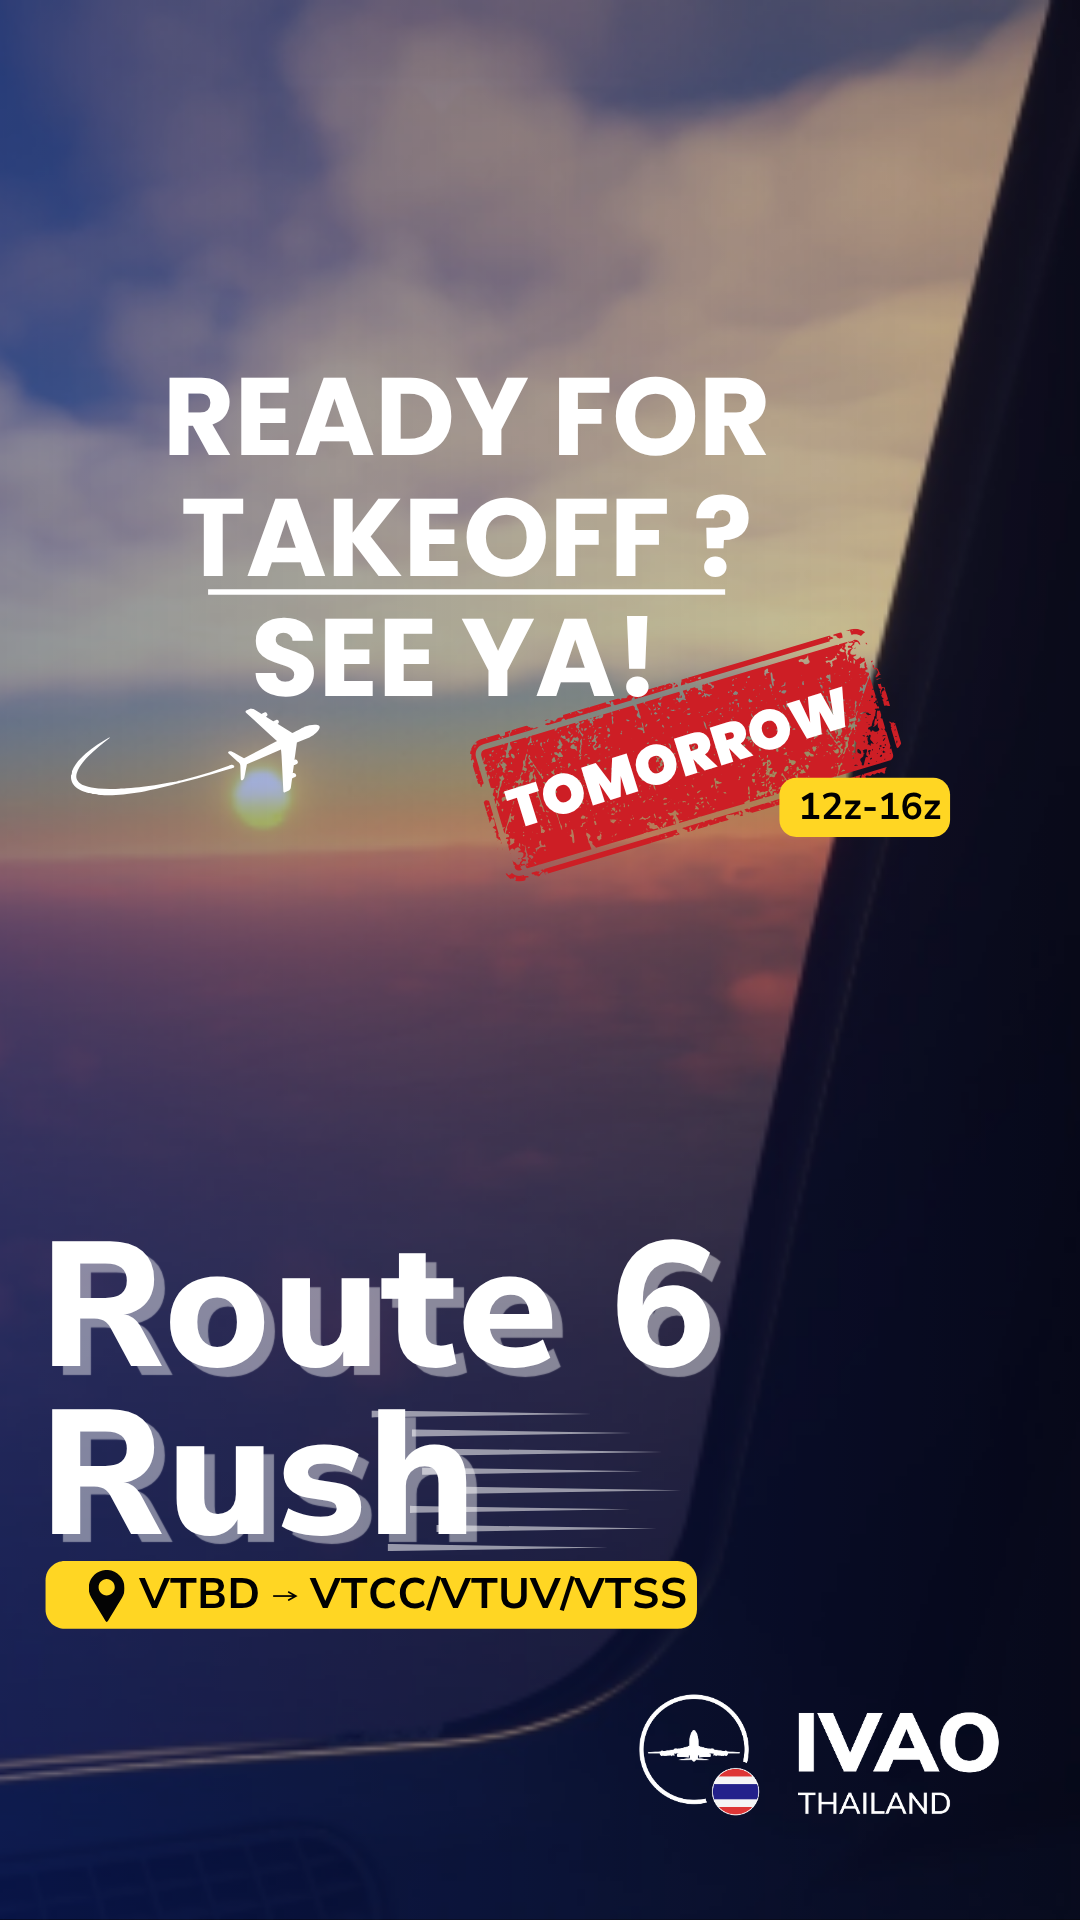 READY FOR
TAKEOFF ?
SEE YA!
TOMORROW
12z-16z
Route 6
Rush
VTBD → VTCC/VTUV/VTSS
IVAO
THAILAND